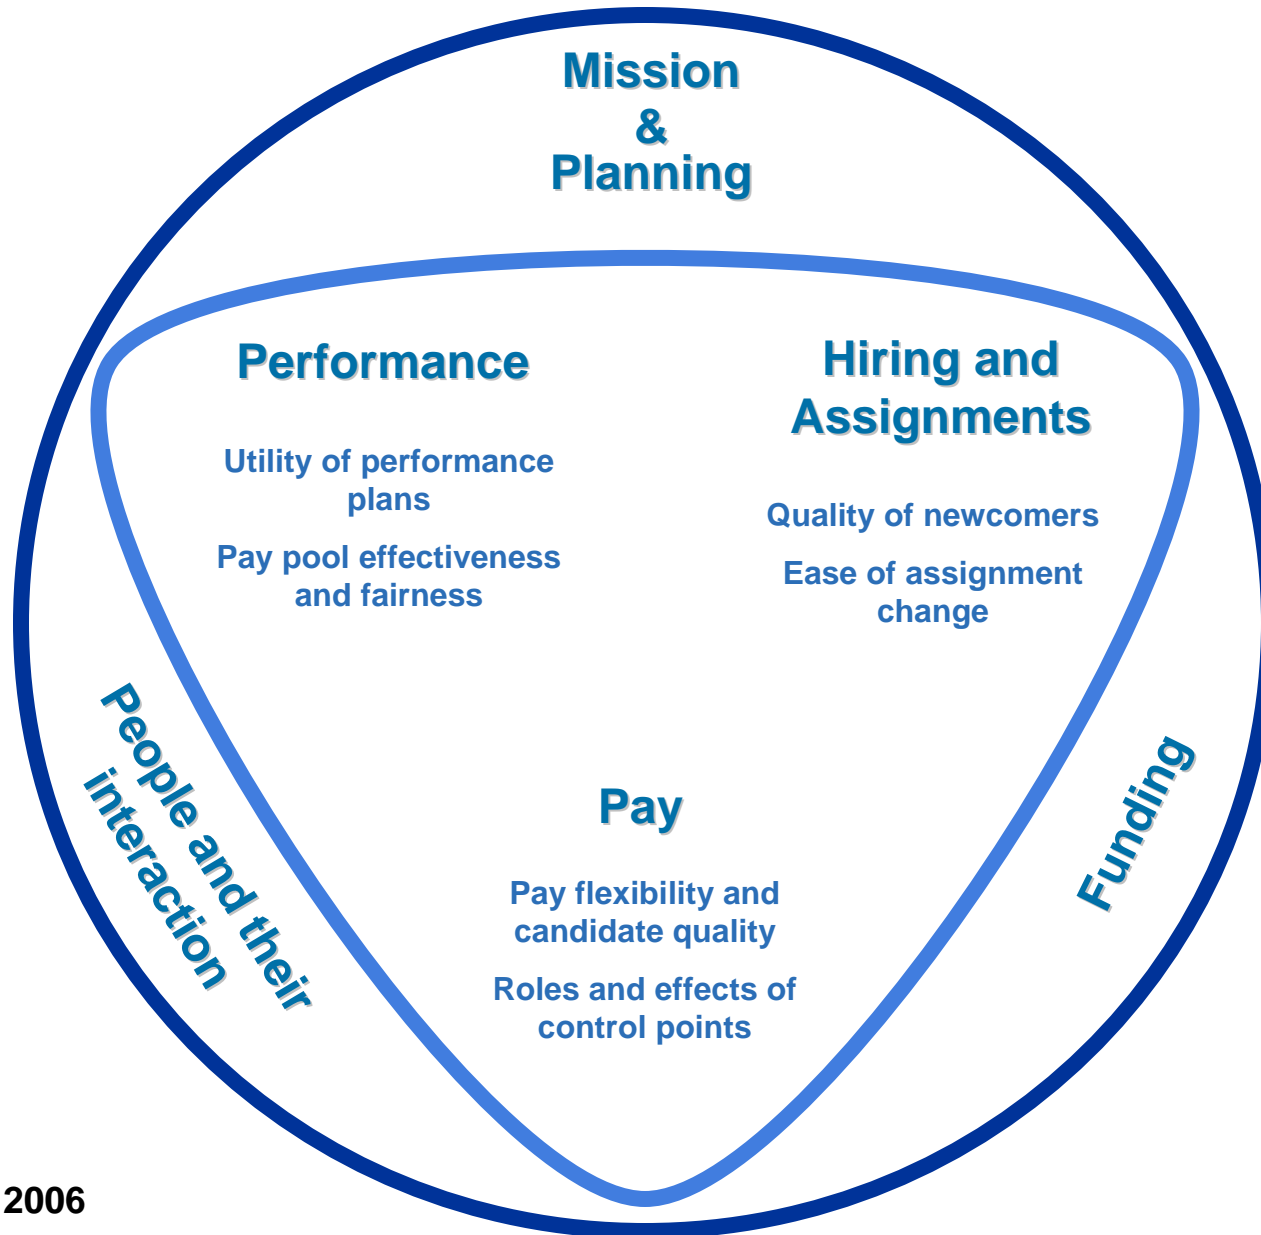 Mission
&
Planning
Performance
Utility of performance
plans
Pay pool effectiveness
and fairness
Hiring and
Assignments
Quality of newcomers
Ease of assignment
change
People and their
interaction
Funding
Pay
Pay flexibility and
candidate quality
Roles and effects of
control points
2006